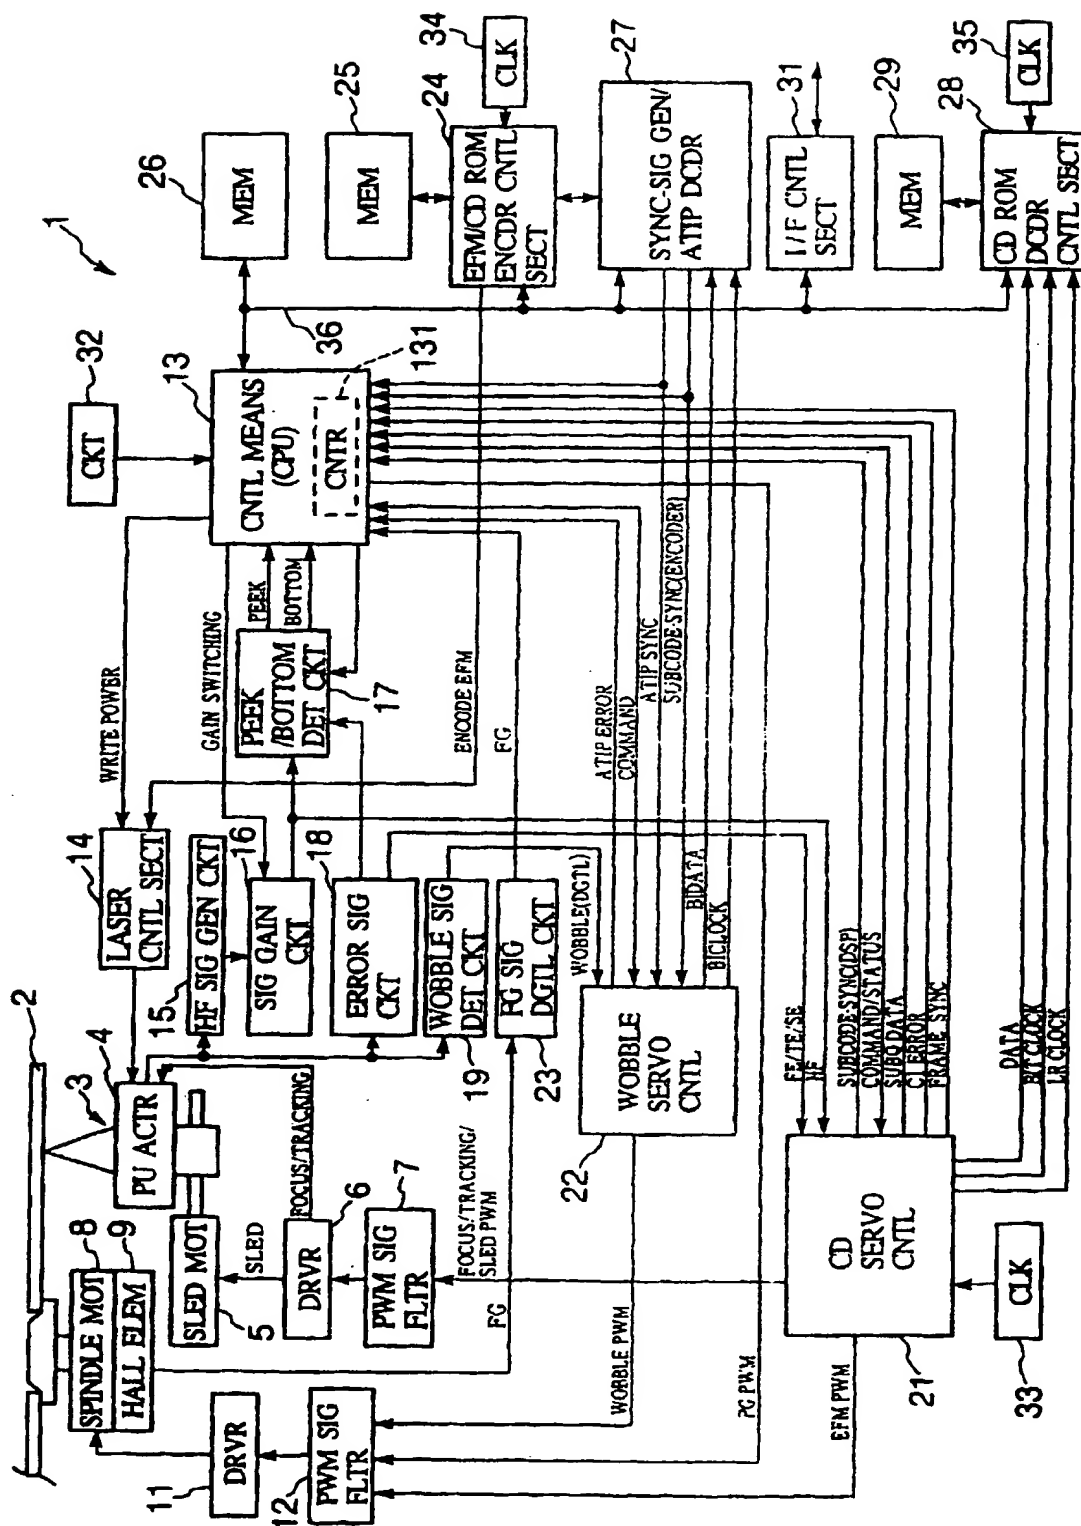 1
2
3
4
PU ACTR
SPINDLE MOT
8
HALL ELEM
9
SLED MOT
5
SLED
FOCUS/TRACKING
DRVR
6
PWM SIG
FLTR
7
FOCUS/TRACKING/
SLED PWM
DRVR
11
PWM SIG
FLTR
12
FG
14
LASER
CNTL SECT
WRITE POWER
15
HF SIG GEN CKT
16
SIG GAIN
CKT
GAIN SWITCHING
18
ERROR SIG
CKT
WOBBLE SIG
DET CKT
19
FG SIG
DGTL CKT
23
PEEK
/BOTTOM
DET CKT
17
PEEK
BOTTOM
ENCODE EFM
FG
32
CKT
13
CNTL MEANS
(CPU)
CNTR
131
36
26
MEM
25
MEM
24
EFM/CD ROM
ENCDR CNTL
SECT
34
CLK
27
SYNC-SIG GEN/
ATIP DCDR
31
I/F CNTL
SECT
29
MEM
28
CD ROM
DCDR
CNTL SECT
35
CLK
ATIP ERROR
COMMAND
ATIP SYNC
SUBCODE-SYNC(ENCODER)
WOBBLE(DGTL)
BIDATA
BICLOCK
WOBBLE
SERVO
CNTL
22
WOBBLE PWM
PG PWM
EFM PWM
FE/TE/SE
HF
SUBCODE-SYNC(DSP)
COMMAND/STATUS
SUBQ DATA
C1 ERROR
FRAME SYNC
DATA
BIT CLOCK
LR CLOCK
CD
SERVO
CNTL
21
CLK
33